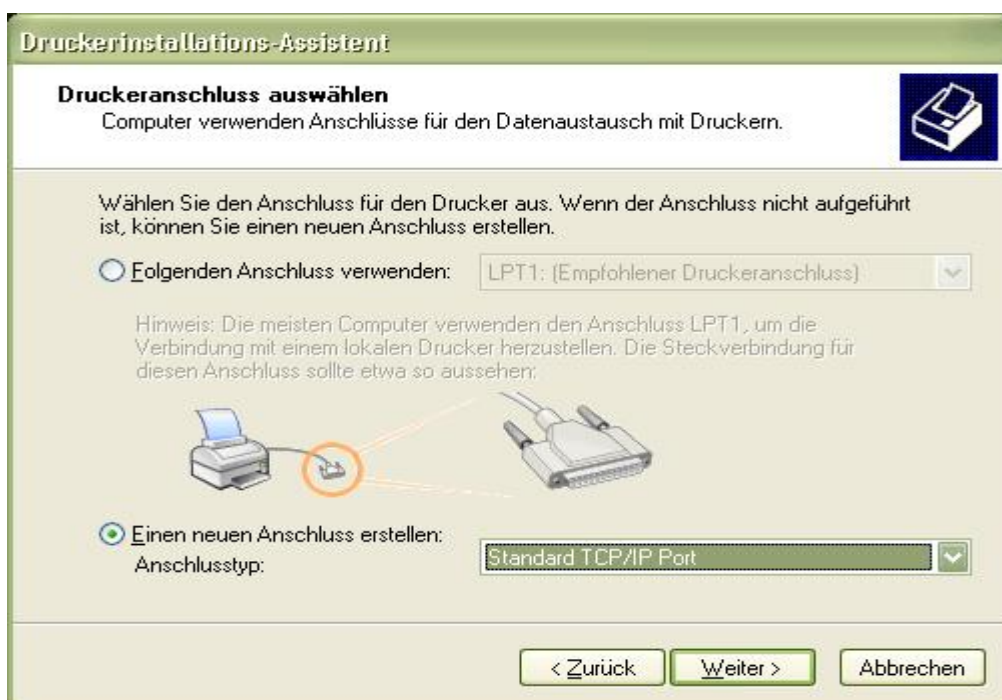 Druckerinstallations-Assistent
Druckeranschluss auswählen
Computer verwenden Anschlüsse für den Datenaustausch mit Druckern.
Wählen Sie den Anschluss für den Drucker aus. Wenn der Anschluss nicht aufgeführt
ist, können Sie einen neuen Anschluss erstellen.
Folgenden Anschluss verwenden: LPT1: (Empfohlener Druckeranschluss)
Hinweis: Die meisten Computer verwenden den Anschluss LPT1, um die
Verbindung mit einem lokalen Drucker herzustellen. Die Steckverbindung für
diesen Anschluss sollte etwa so aussehen:
Einen neuen Anschluss erstellen:
Anschlusstyp: Standard TCP/IP Port
< Zurück Weiter > Abbrechen